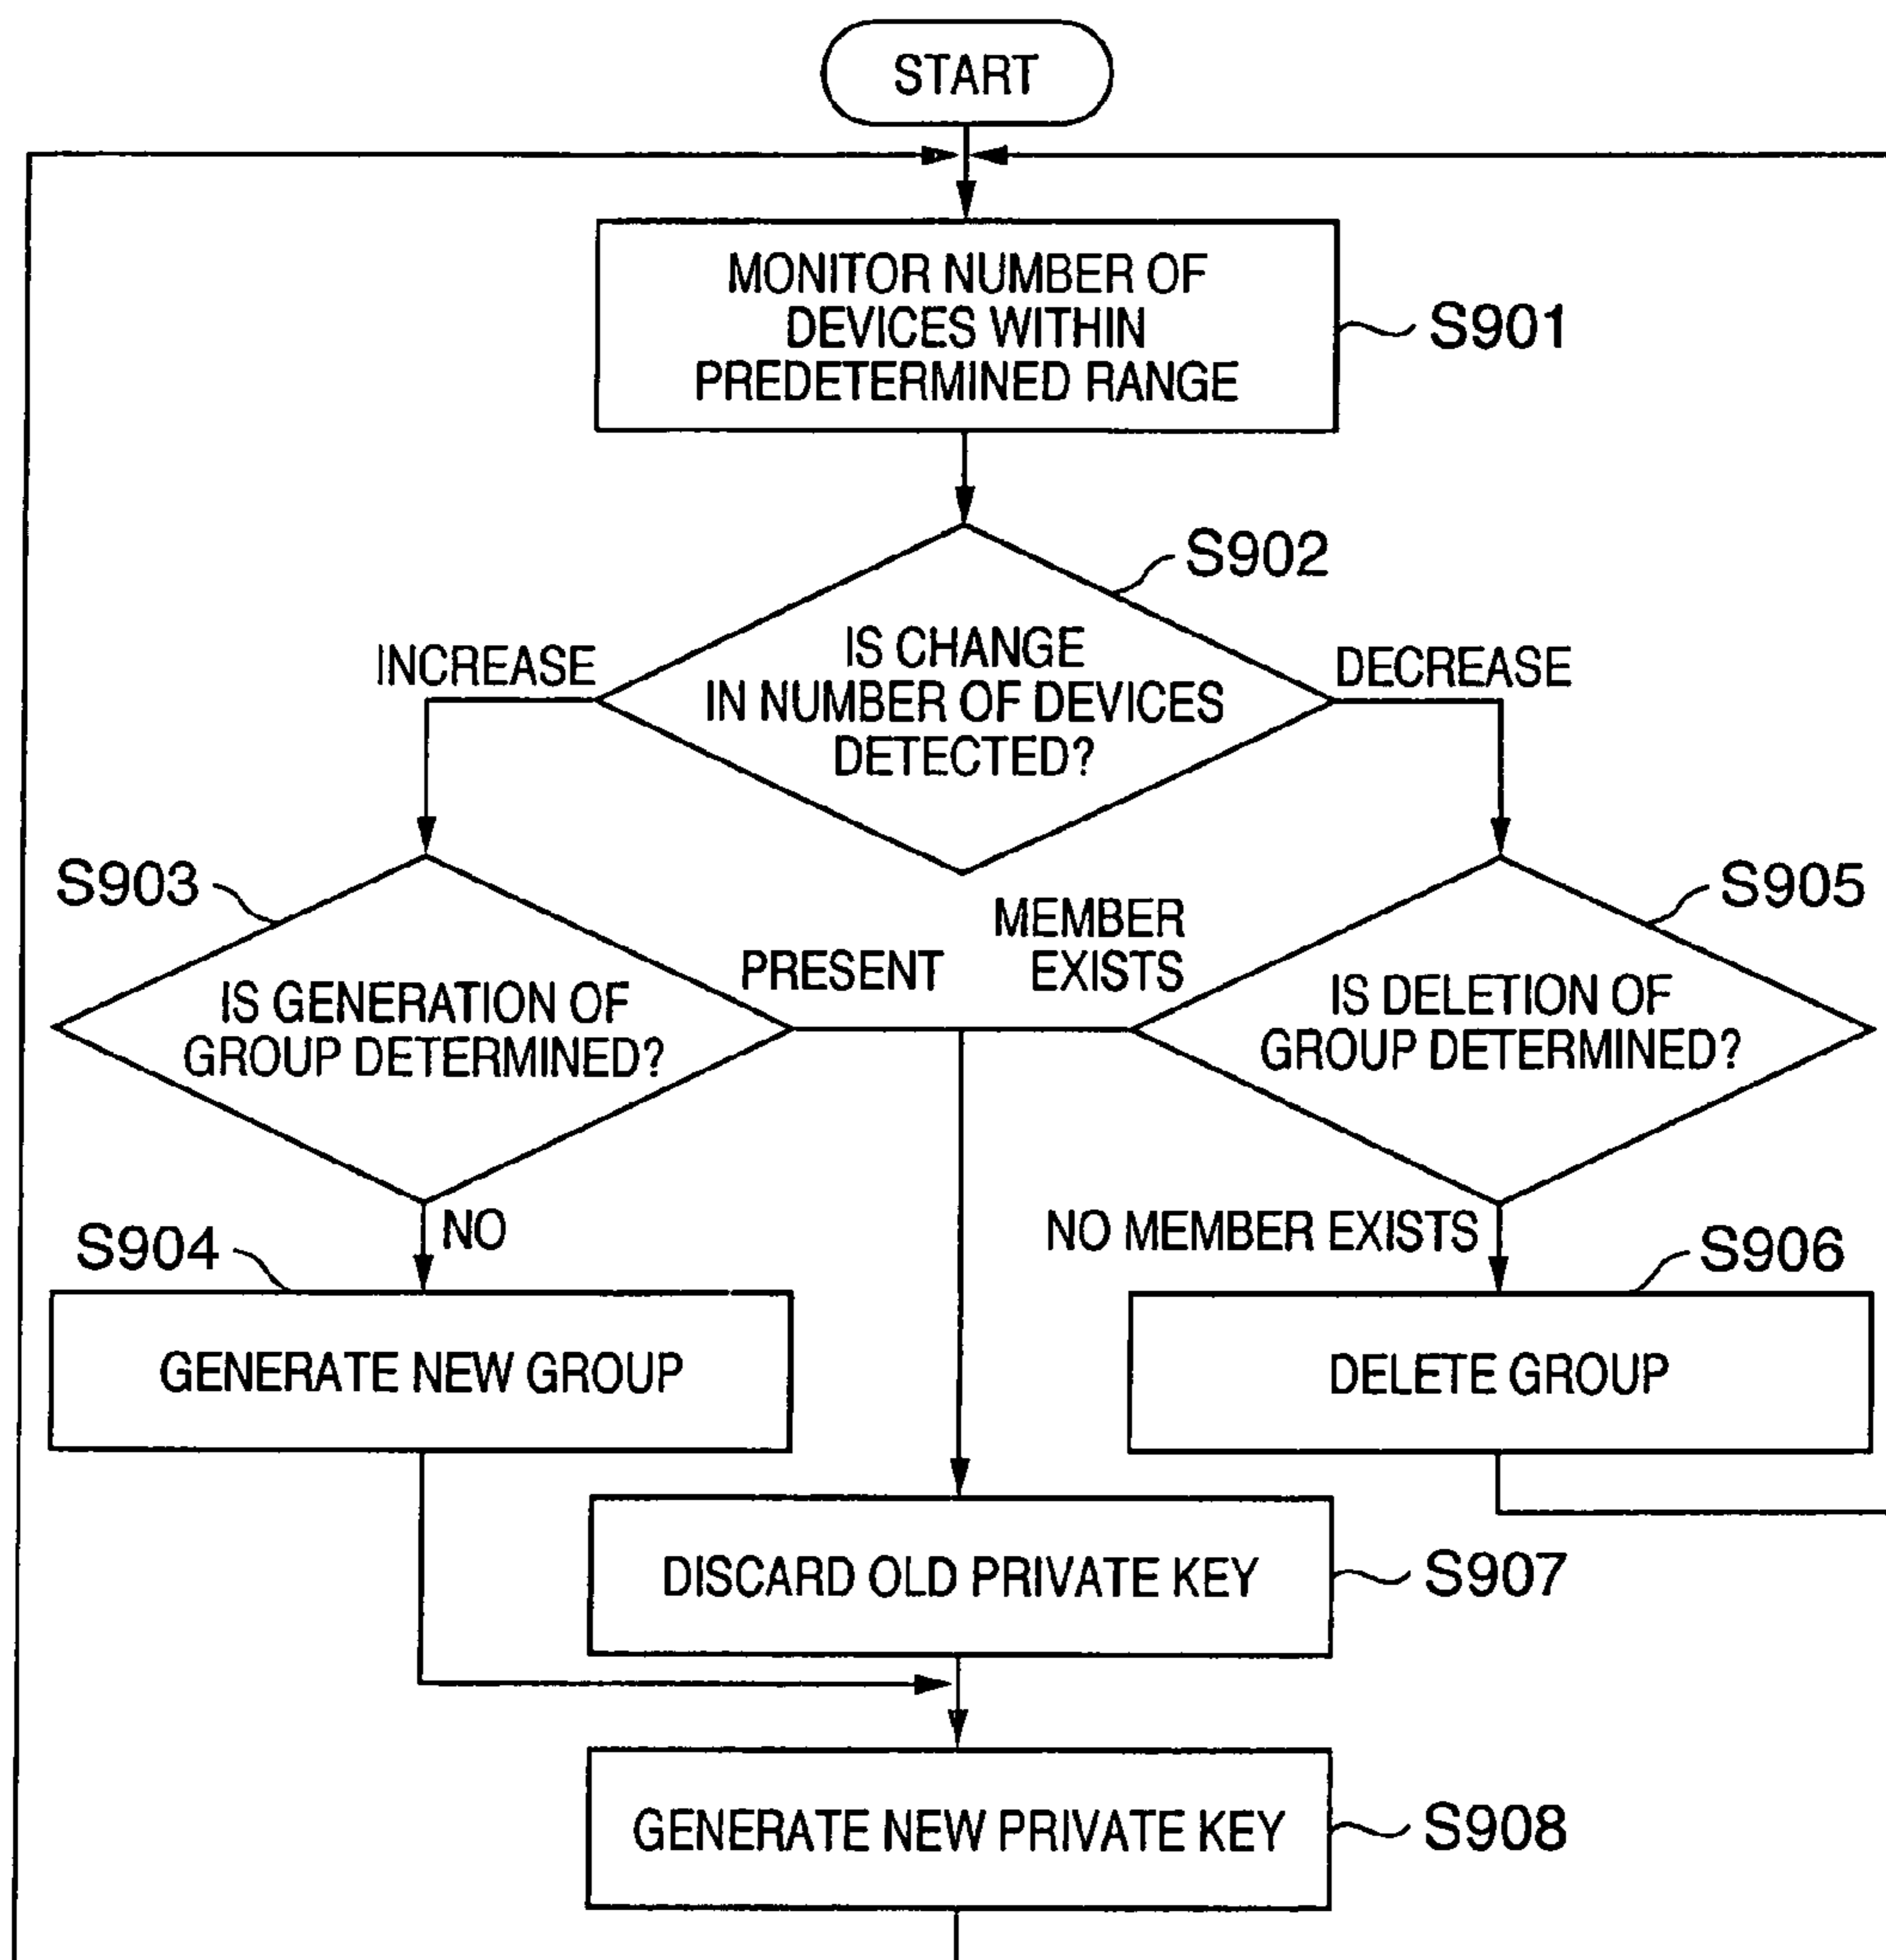 START
MONITOR NUMBER OF
DEVICES WITHIN
PREDETERMINED RANGE
S901
S902
IS CHANGE
IN NUMBER OF DEVICES
DETECTED?
INCREASE
DECREASE
S903
S905
IS GENERATION OF
GROUP DETERMINED?
PRESENT
MEMBER
EXISTS
IS DELETION OF
GROUP DETERMINED?
NO
NO MEMBER EXISTS
S904
S906
GENERATE NEW GROUP
DELETE GROUP
DISCARD OLD PRIVATE KEY
S907
GENERATE NEW PRIVATE KEY
S908